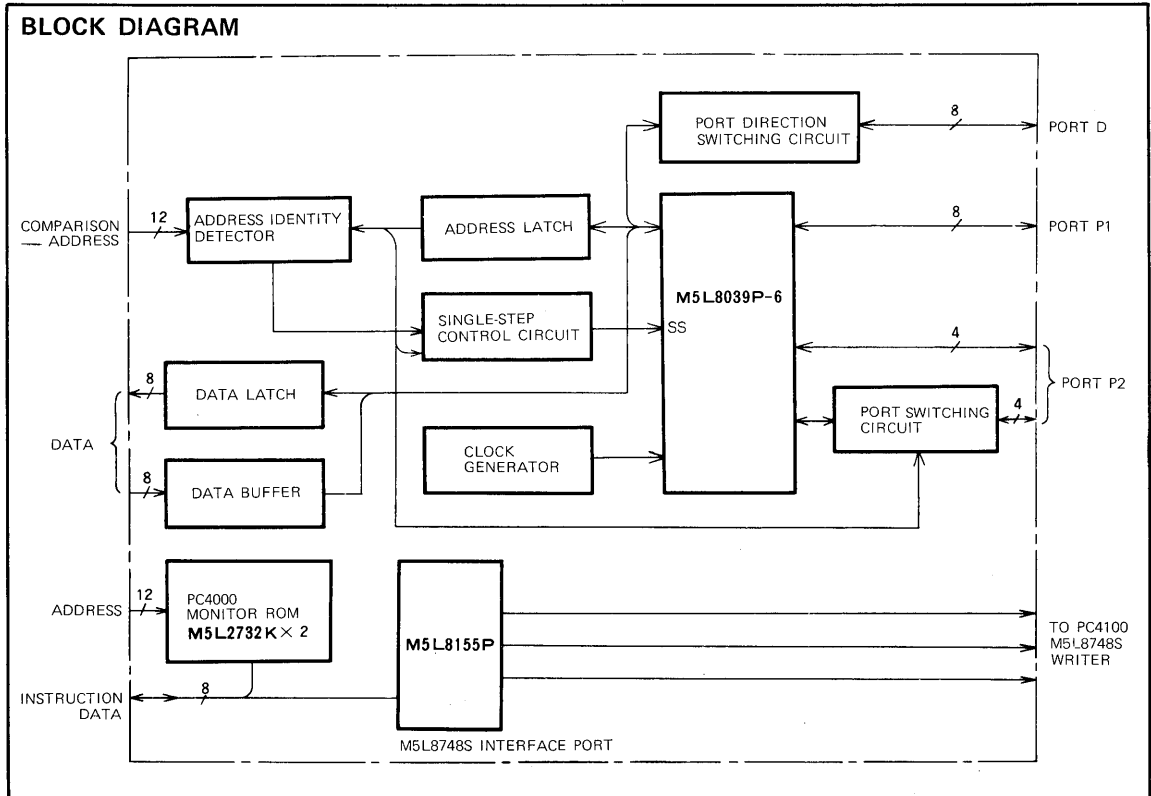 BLOCK DIAGRAM
8
PORT DIRECTION
SWITCHING CIRCUIT
PORT D
COMPARISON
— ADDRESS
12
ADDRESS IDENTITY
DETECTOR
ADDRESS LATCH
8
PORT P1
M5L8039P-6
SINGLE-STEP
CONTROL CIRCUIT
SS
4
PORT P2
8
DATA LATCH
DATA
PORT SWITCHING
CIRCUIT
4
CLOCK
GENERATOR
8
DATA BUFFER
ADDRESS
12
PC4000
MONITOR ROM
M5L2732K × 2
M5L8155P
TO PC4100
M5L8748S
WRITER
INSTRUCTION
DATA
8
M5L8748S INTERFACE PORT